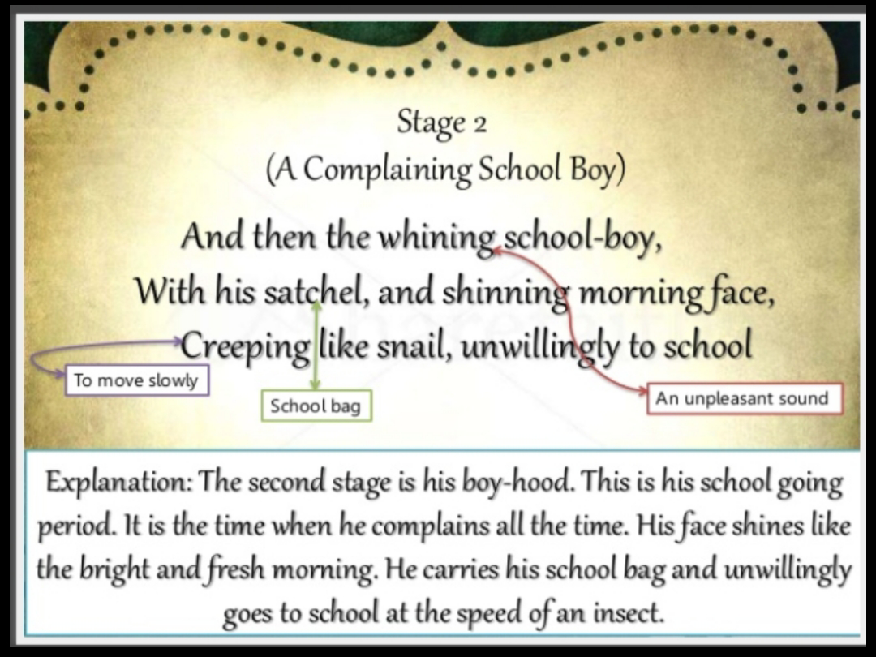 Stage 2
(A Complaining School Boy)
And then the whining school-boy,
With his satchel, and shinning morning face,
Creeping like snail, unwillingly to school
To move slowly
School bag
An unpleasant sound
Explanation: The second stage is his boy-hood. This is his school going
period. It is the time when he complains all the time. His face shines like
the bright and fresh morning. He carries his school bag and unwillingly
goes to school at the speed of an insect.